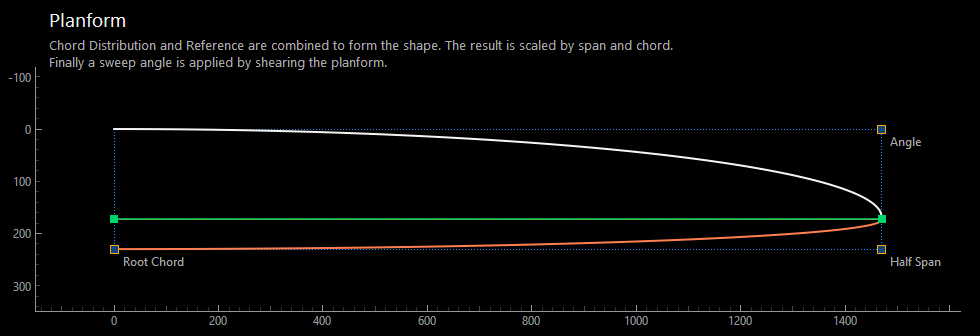 Planform
Chord Distribution and Reference are combined to form the shape. The result is scaled by span and chord.
Finally a sweep angle is applied by shearing the planform.
-100
0
Angle
100
200
Root Chord
Half Span
300
0 200 400 600 800 1000 1200 1400